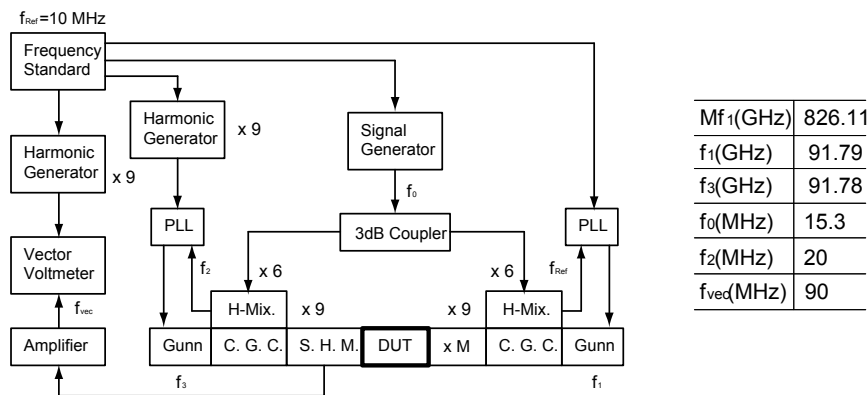 fRef=10 MHz
Frequency
Standard
Harmonic
Generator
x 9
Harmonic
Generator
x 9
Signal
Generator
f0
PLL
3dB Coupler
PLL
Vector
Voltmeter
fvec
f2
x 6
x 6
fRef
H-Mix.
x 9
x 9
H-Mix.
Amplifier
Gunn
C. G. C.
S. H. M.
DUT
x M
C. G. C.
Gunn
f3
f1
Mf1(GHz) 826.11
f1(GHz) 91.79
f3(GHz) 91.78
f0(MHz) 15.3
f2(MHz) 20
fvec(MHz) 90